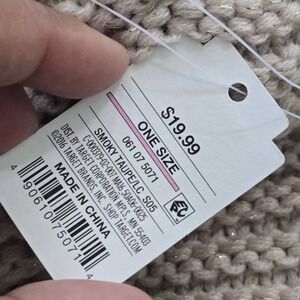 $19.99
ONE SIZE
061 07 5071
SMOKY TAUPE/LC S05
DIST. BY TARGET CORPORATION MPLS, MN 55403
©2016 TARGET BRANDS, INC. SHOP TARGET.COM
MADE IN CHINA
4 90610 75071 4